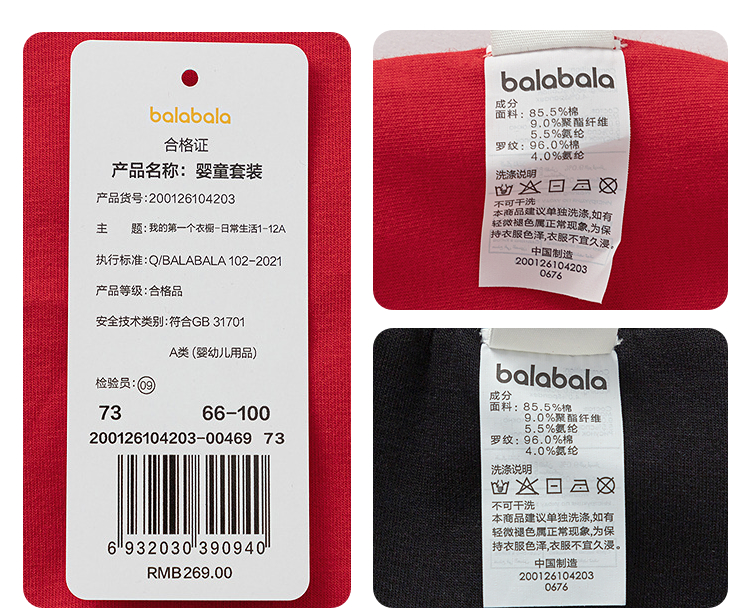 balabala
合格证
产品名称：婴童套装
产品货号：200126104203
主 题：我的第一个衣橱-日常生活1-12A
执行标准：Q/BALABALA 102-2021
产品等级：合格品
安全技术类别：符合GB 31701
A类（婴幼儿用品）
检验员：09
73 66-100
200126104203-00469 73
6 932030 390940
RMB269.00
balabala
成分
面料：85.5%棉
9.0%聚酯纤维
5.5%氨纶
罗纹：96.0%棉
4.0%氨纶
洗涤说明
不可干洗
本商品建议单独洗涤,如有
轻微褪色属正常现象,为保
持衣服色泽,衣服不宜久浸。
中国制造
200126104203
0676
balabala
成分
面料：85.5%棉
9.0%聚酯纤维
5.5%氨纶
罗纹：96.0%棉
4.0%氨纶
洗涤说明
不可干洗
本商品建议单独洗涤,如有
轻微褪色属正常现象,为保
持衣服色泽,衣服不宜久浸。
中国制造
200126104203
0676